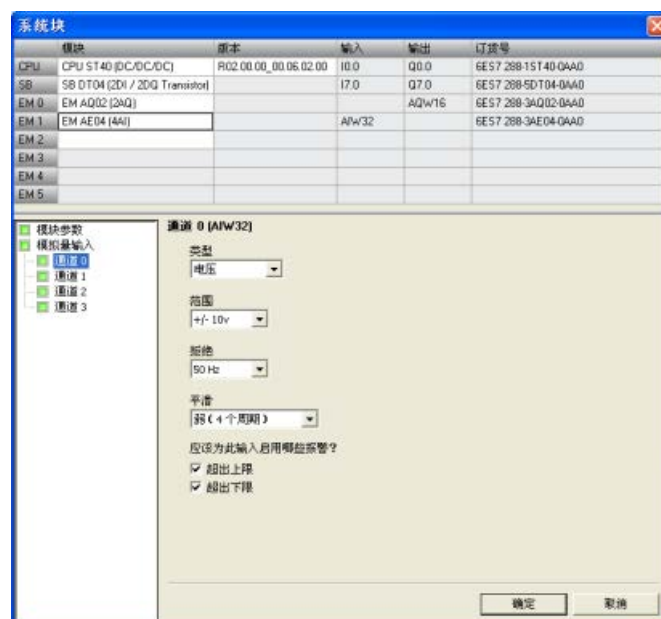 系统块
模块 版本 输入 输出 订货号
CPU CPU ST40 (DC/DC/DC) R02.00.00_00.06.02.00 I0.0 Q0.0 6ES7 288-1ST40-0AA0
SB SB DT04 (2DI / 2DQ Transistor) I7.0 Q7.0 6ES7 288-5DT04-0AA0
EM 0 EM AQ02 (2AQ) AQW16 6ES7 288-3AQ02-0AA0
EM 1 EM AE04 (4AI) AIW32 6ES7 288-3AE04-0AA0
EM 2
EM 3
EM 4
EM 5
模块参数
模拟量输入
通道 0
通道 1
通道 2
通道 3
通道 0 (AIW32)
类型
电压
范围
+/- 10v
拒绝
50 Hz
平滑
弱 (4 个周期)
应该为此输入启用哪些报警?
超出上限
超出下限
确定 取消